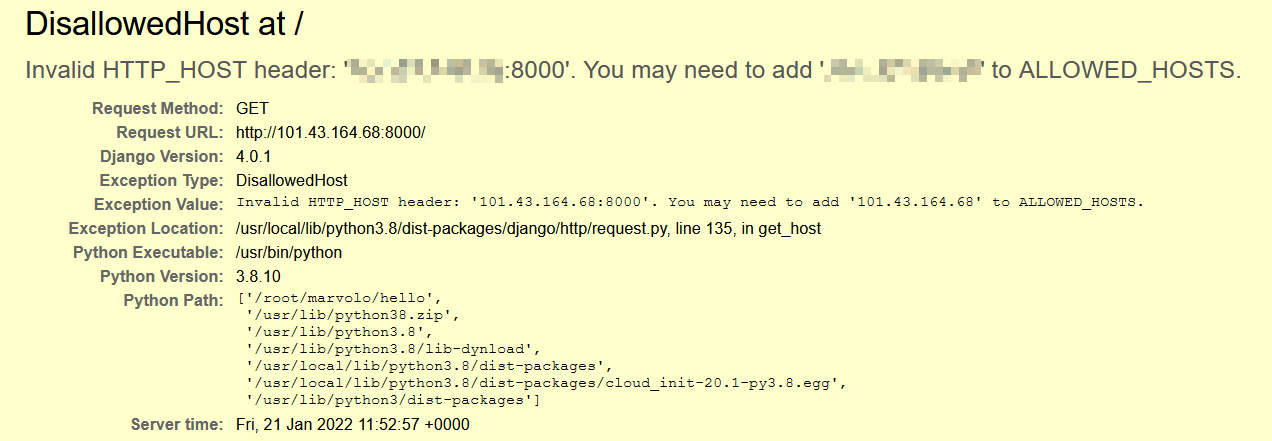 DisallowedHost at /
Invalid HTTP_HOST header: ':8000'. You may need to add '' to ALLOWED_HOSTS.
Request Method: GET
Request URL: http://101.43.164.68:8000/
Django Version: 4.0.1
Exception Type: DisallowedHost
Exception Value: Invalid HTTP_HOST header: '101.43.164.68:8000'. You may need to add '101.43.164.68' to ALLOWED_HOSTS.
Exception Location: /usr/local/lib/python3.8/dist-packages/django/http/request.py, line 135, in get_host
Python Executable: /usr/bin/python
Python Version: 3.8.10
Python Path: ['/root/marvolo/hello',
'/usr/lib/python38.zip',
'/usr/lib/python3.8',
'/usr/lib/python3.8/lib-dynload',
'/usr/local/lib/python3.8/dist-packages',
'/usr/local/lib/python3.8/dist-packages/cloud_init-20.1-py3.8.egg',
'/usr/lib/python3/dist-packages']
Server time: Fri, 21 Jan 2022 11:52:57 +0000